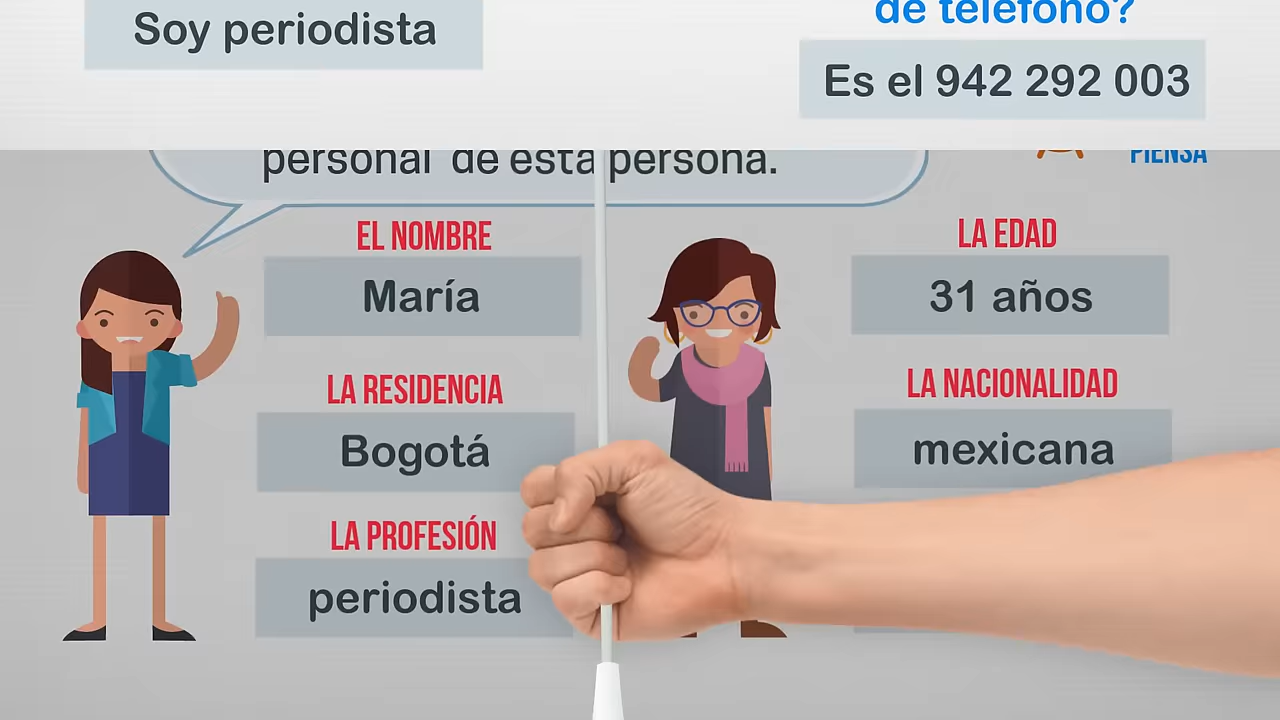 Soy periodista
de teléfono?
Es el 942 292 003
personal de esta persona.
PIENSA
EL NOMBRE
María
LA EDAD
31 años
LA RESIDENCIA
Bogotá
LA NACIONALIDAD
mexicana
LA PROFESIÓN
periodista